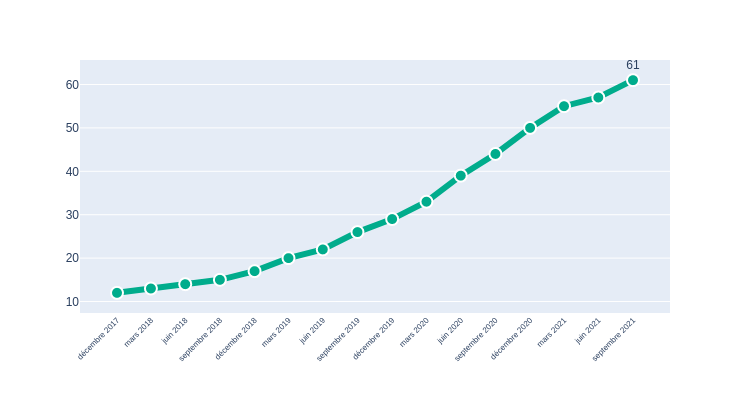 61
60
50
40
30
20
10
décembre 2017
mars 2018
juin 2018
septembre 2018
décembre 2018
mars 2019
juin 2019
septembre 2019
décembre 2019
mars 2020
juin 2020
septembre 2020
décembre 2020
mars 2021
juin 2021
septembre 2021